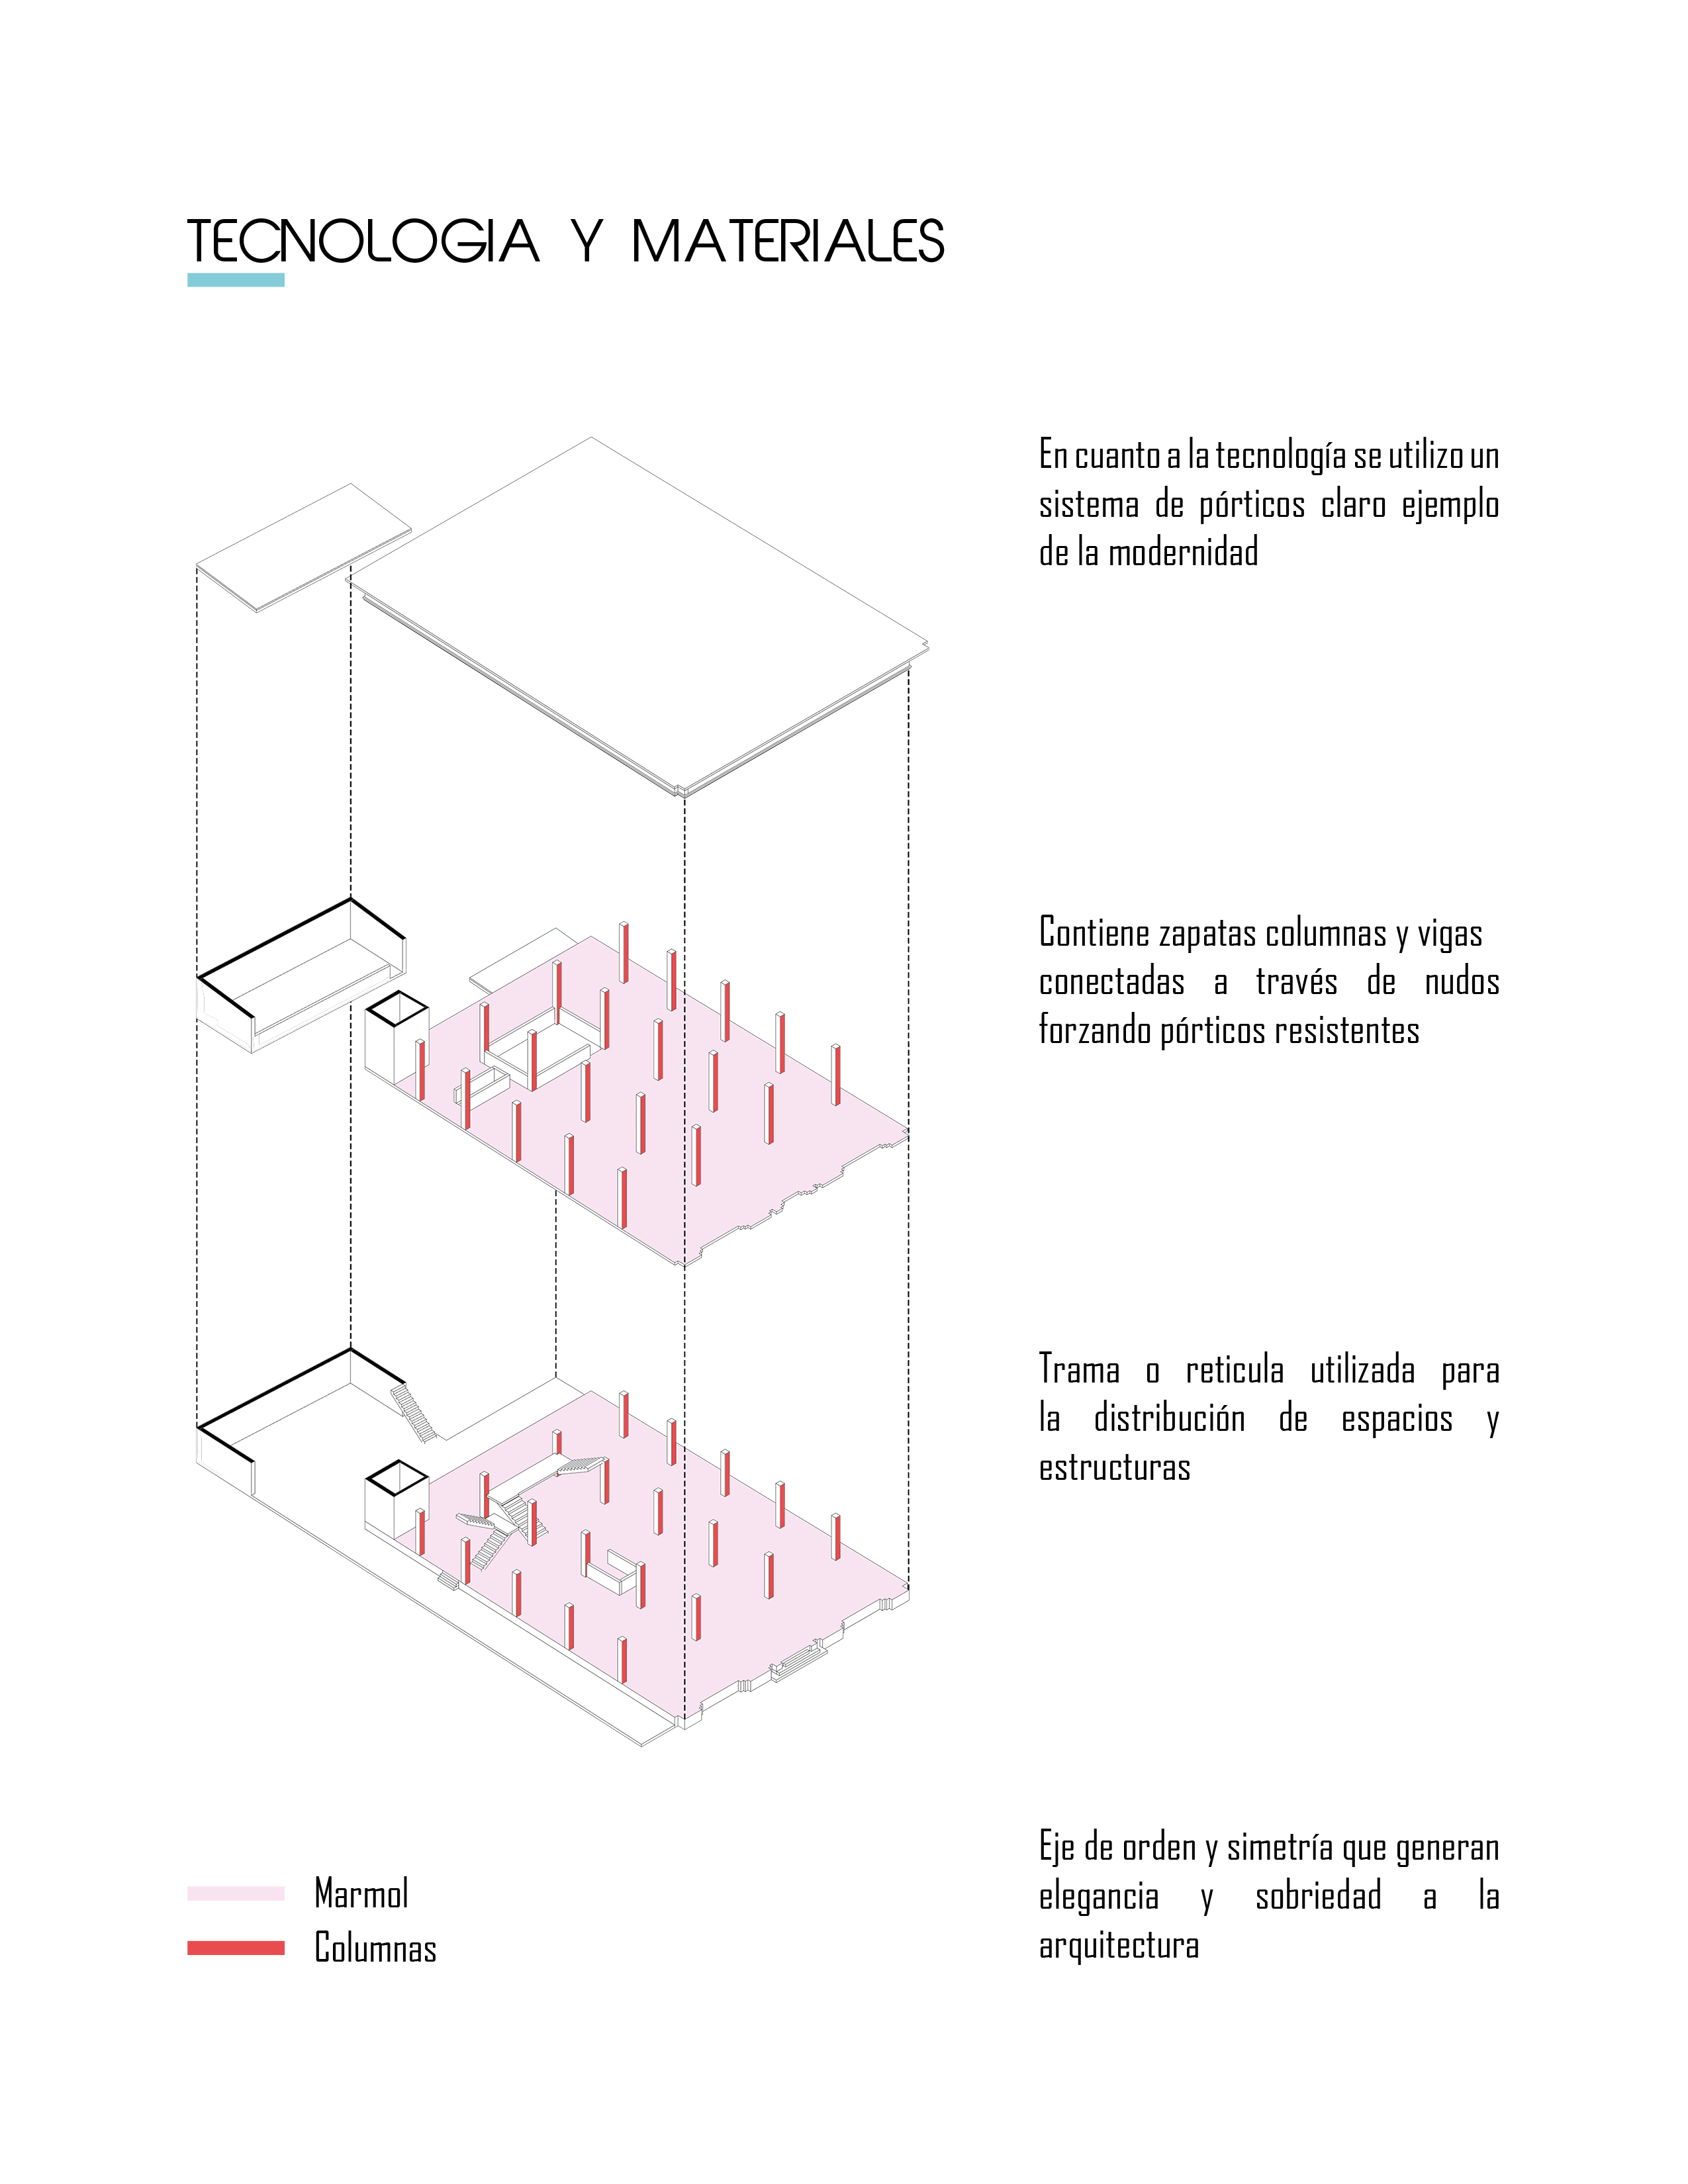 TECNOLOGIA Y MATERIALES
En cuanto a la tecnología se utilizo un
sistema de pórticos claro ejemplo
de la modernidad
Contiene zapatas columnas y vigas
conectadas a través de nudos
forzando pórticos resistentes
Trama o reticula utilizada para
la distribución de espacios y
estructuras
Eje de orden y simetría que generan
elegancia y sobriedad a la
arquitectura
Marmol
Columnas